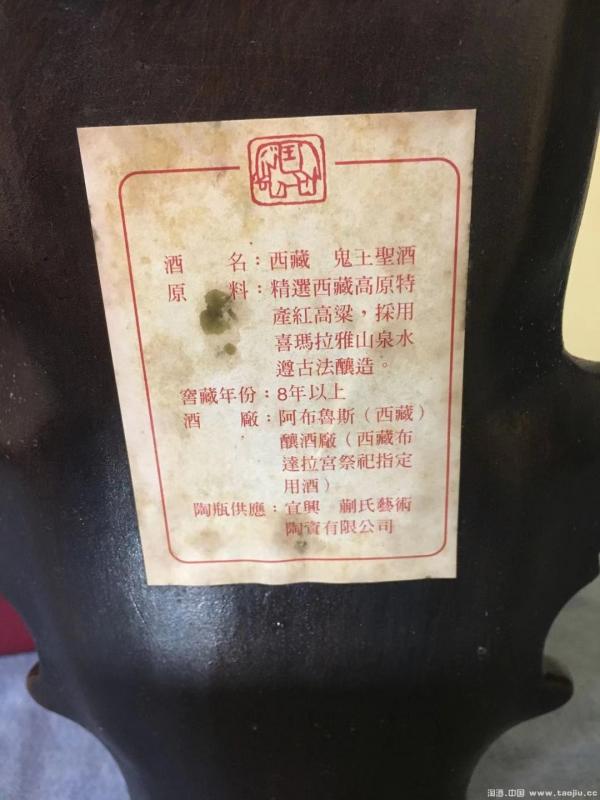 酒　　名：西藏　鬼土聖酒
原　　料：精選西藏高原特
產紅高粱，採用
喜瑪拉雅山泉水
遵古法釀造。
窖藏年份：8年以上
酒　　廠：阿布魯斯（西藏）
釀酒廠（西藏布
達拉宮祭祀指定
用酒）
陶瓶供應：宜興　蒯氏藝術
陶瓷有限公司
淘酒.中国 www.taojiu.cc